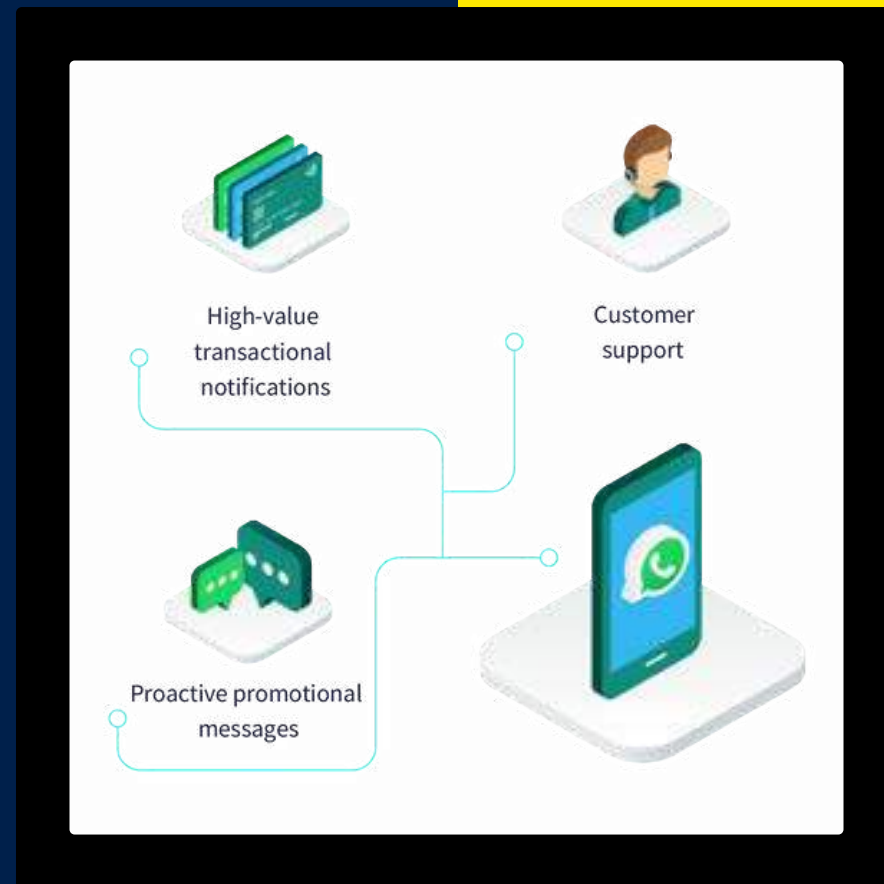 High-value
transactional
notifications
Customer
support
Proactive promotional
messages